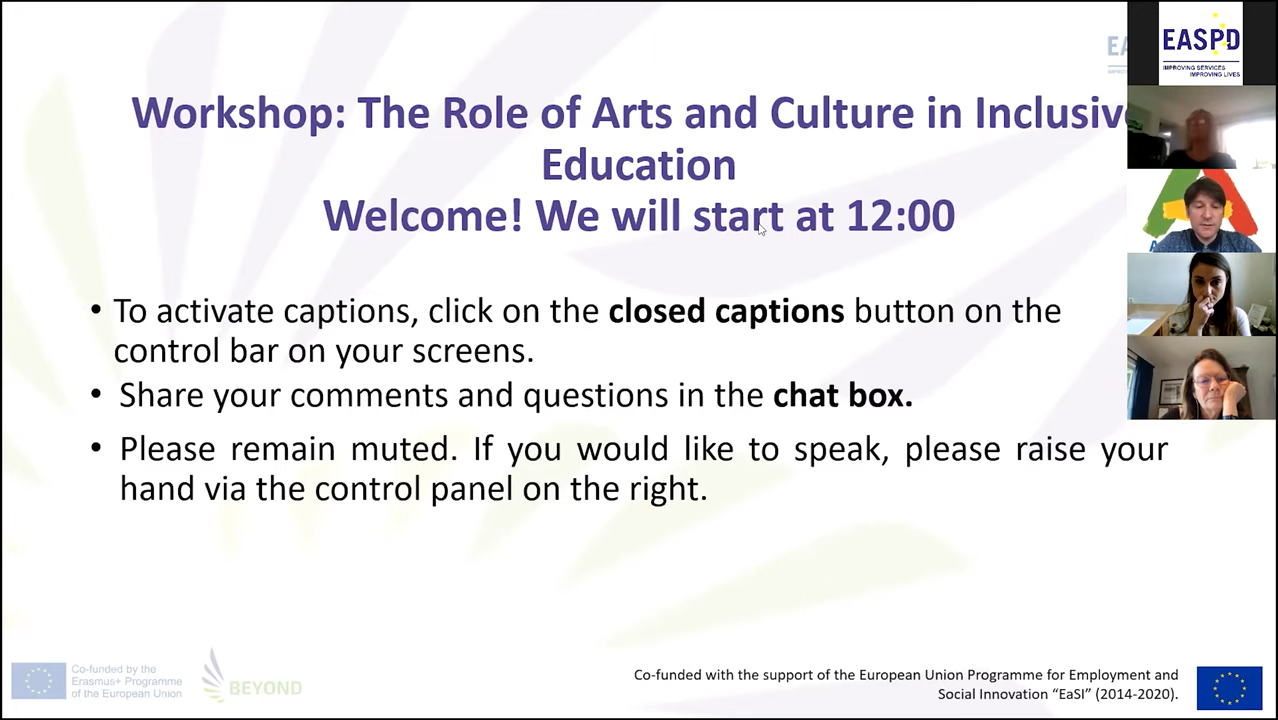 EASPD
IMPROVING SERVICES
IMPROVING LIVES
EA
Workshop: The Role of Arts and Culture in Inclusive
Education
Welcome! We will start at 12:00
• To activate captions, click on the closed captions button on the
control bar on your screens.
• Share your comments and questions in the chat box.
• Please remain muted. If you would like to speak, please raise your
hand via the control panel on the right.
Co-funded by the
Erasmus+ Programme
of the European Union
BEYOND
Co-funded with the support of the European Union Programme for Employment and
Social Innovation “EaSI” (2014-2020).